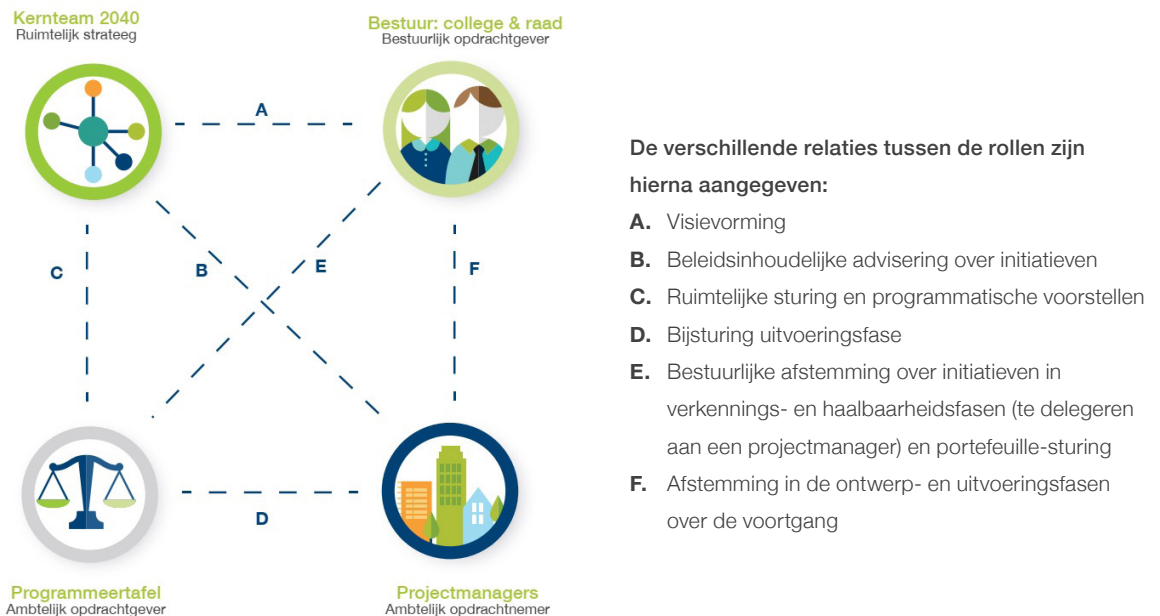 Kernteam 2040
Ruimtelijk strateeg
Bestuur: college & raad
Bestuurlijk opdrachtgever
A
C
B
E
F
D
Programmeertafel
Ambtelijk opdrachtgever
Projectmanagers
Ambtelijk opdrachtnemer
De verschillende relaties tussen de rollen zijn
hierna aangegeven:
A. Visievorming
B. Beleidsinhoudelijke advisering over initiatieven
C. Ruimtelijke sturing en programmatische voorstellen
D. Bijsturing uitvoeringsfase
E. Bestuurlijke afstemming over initiatieven in
verkennings- en haalbaarheidsfasen (te delegeren
aan een projectmanager) en portefeuille-sturing
F. Afstemming in de ontwerp- en uitvoeringsfasen
over de voortgang